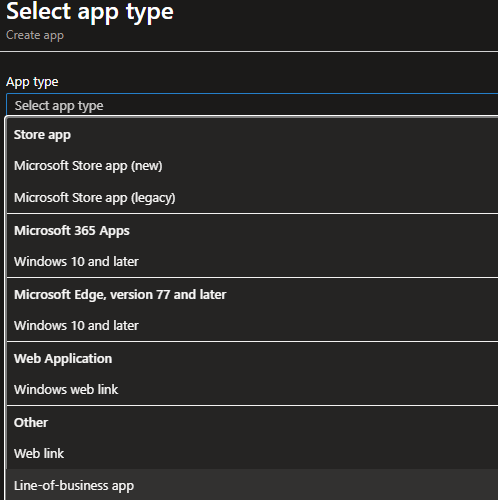 Select app type
Create app
App type
Select app type
Store app
Microsoft Store app (new)
Microsoft Store app (legacy)
Microsoft 365 Apps
Windows 10 and later
Microsoft Edge, version 77 and later
Windows 10 and later
Web Application
Windows web link
Other
Web link
Line-of-business app